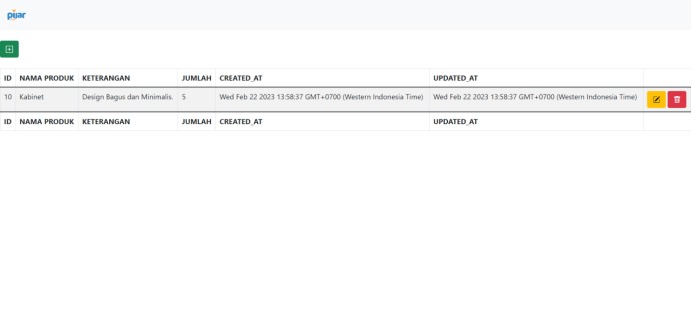 pijar
ID NAMA PRODUK KETERANGAN JUMLAH CREATED_AT UPDATED_AT
10 Kabinet Design Bagus dan Minimalis. 5 Wed Feb 22 2023 13:58:37 GMT+0700 (Western Indonesia Time) Wed Feb 22 2023 13:58:37 GMT+0700 (Western Indonesia Time)
ID NAMA PRODUK KETERANGAN JUMLAH CREATED_AT UPDATED_AT